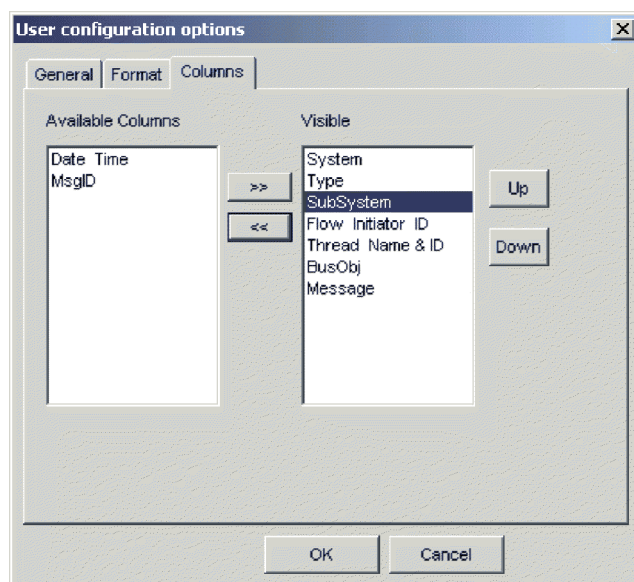 User configuration options
General Format Columns
Available Columns
Visible
Date Time
MsgID
>>
<<
System
Type
SubSystem
Flow Initiator ID
Thread Name & ID
BusObj
Message
Up
Down
OK
Cancel